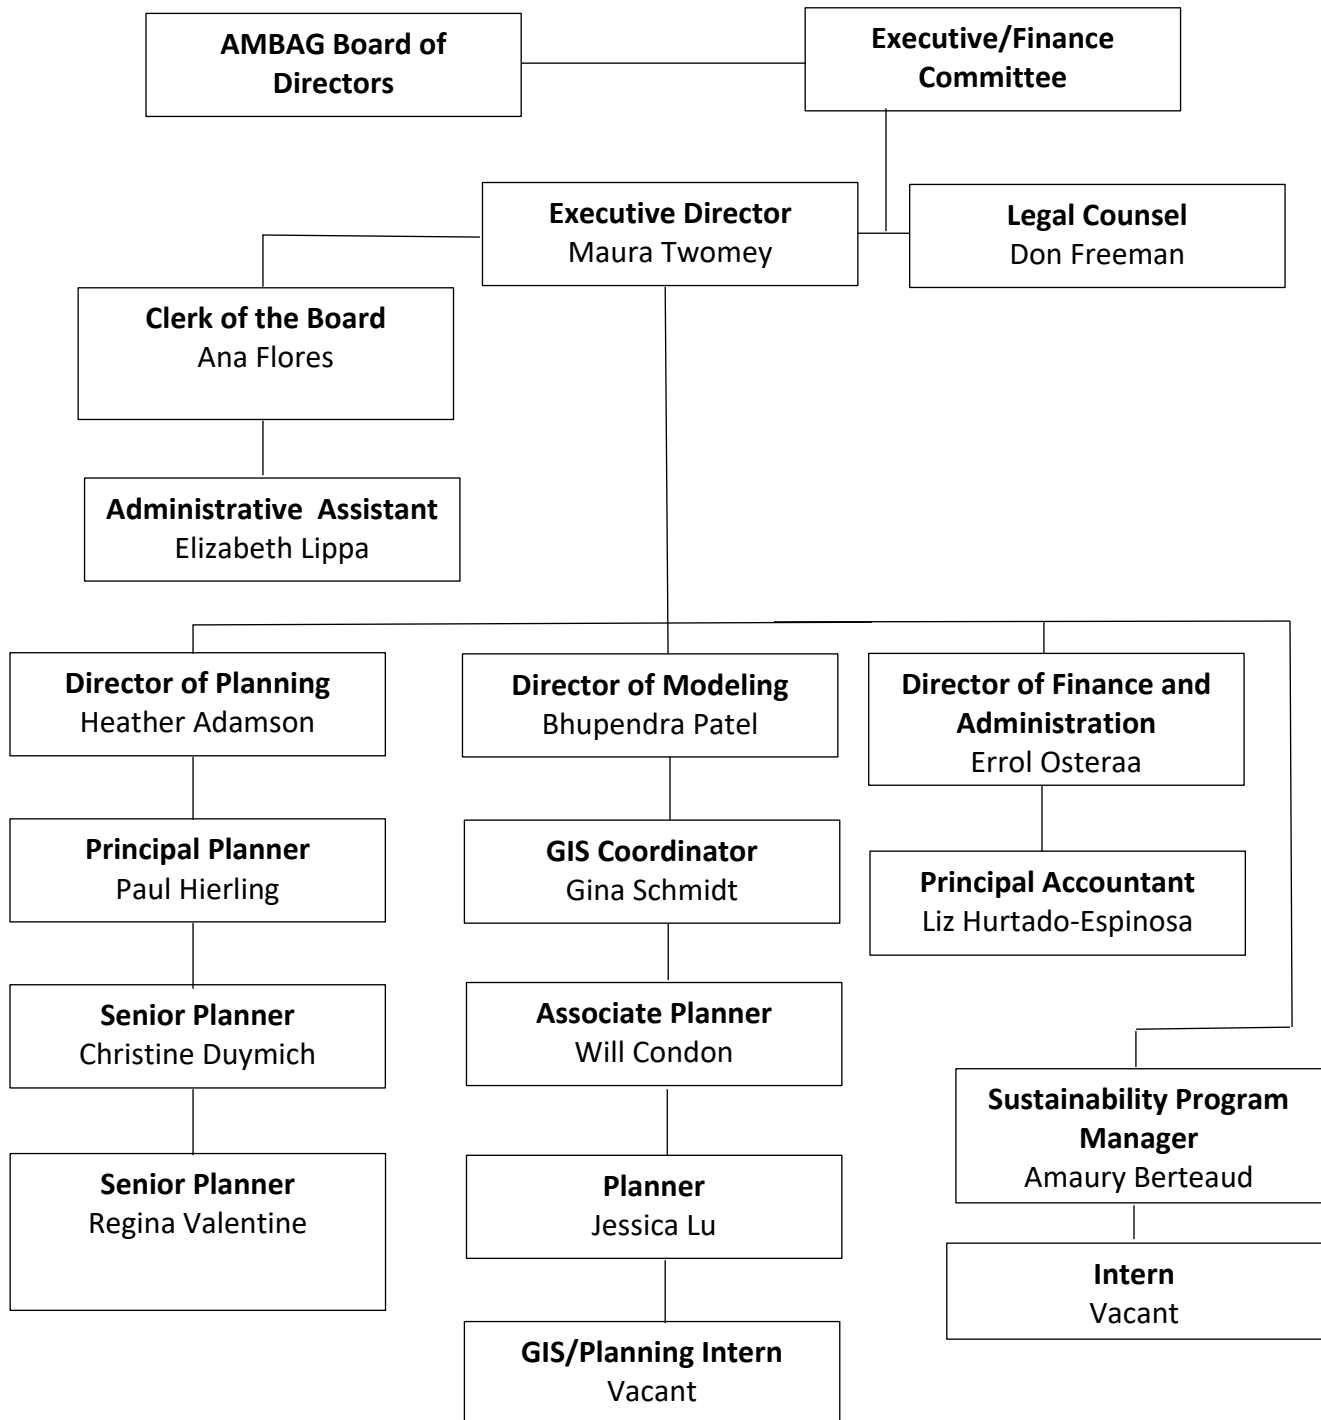 AMBAG Board of
Directors
Executive/Finance
Committee
Executive Director
Maura Twomey
Legal Counsel
Don Freeman
Clerk of the Board
Ana Flores
Administrative  Assistant
Elizabeth Lippa
Director of Planning
Heather Adamson
Director of Modeling
Bhupendra Patel
Director of Finance and
Administration
Errol Osteraa
Principal Planner
Paul Hierling
GIS Coordinator
Gina Schmidt
Principal Accountant
Liz Hurtado-Espinosa
Senior Planner
Christine Duymich
Associate Planner
Will Condon
Sustainability Program
Manager
Amaury Berteaud
Senior Planner
Regina Valentine
Planner
Jessica Lu
Intern
Vacant
GIS/Planning Intern
Vacant